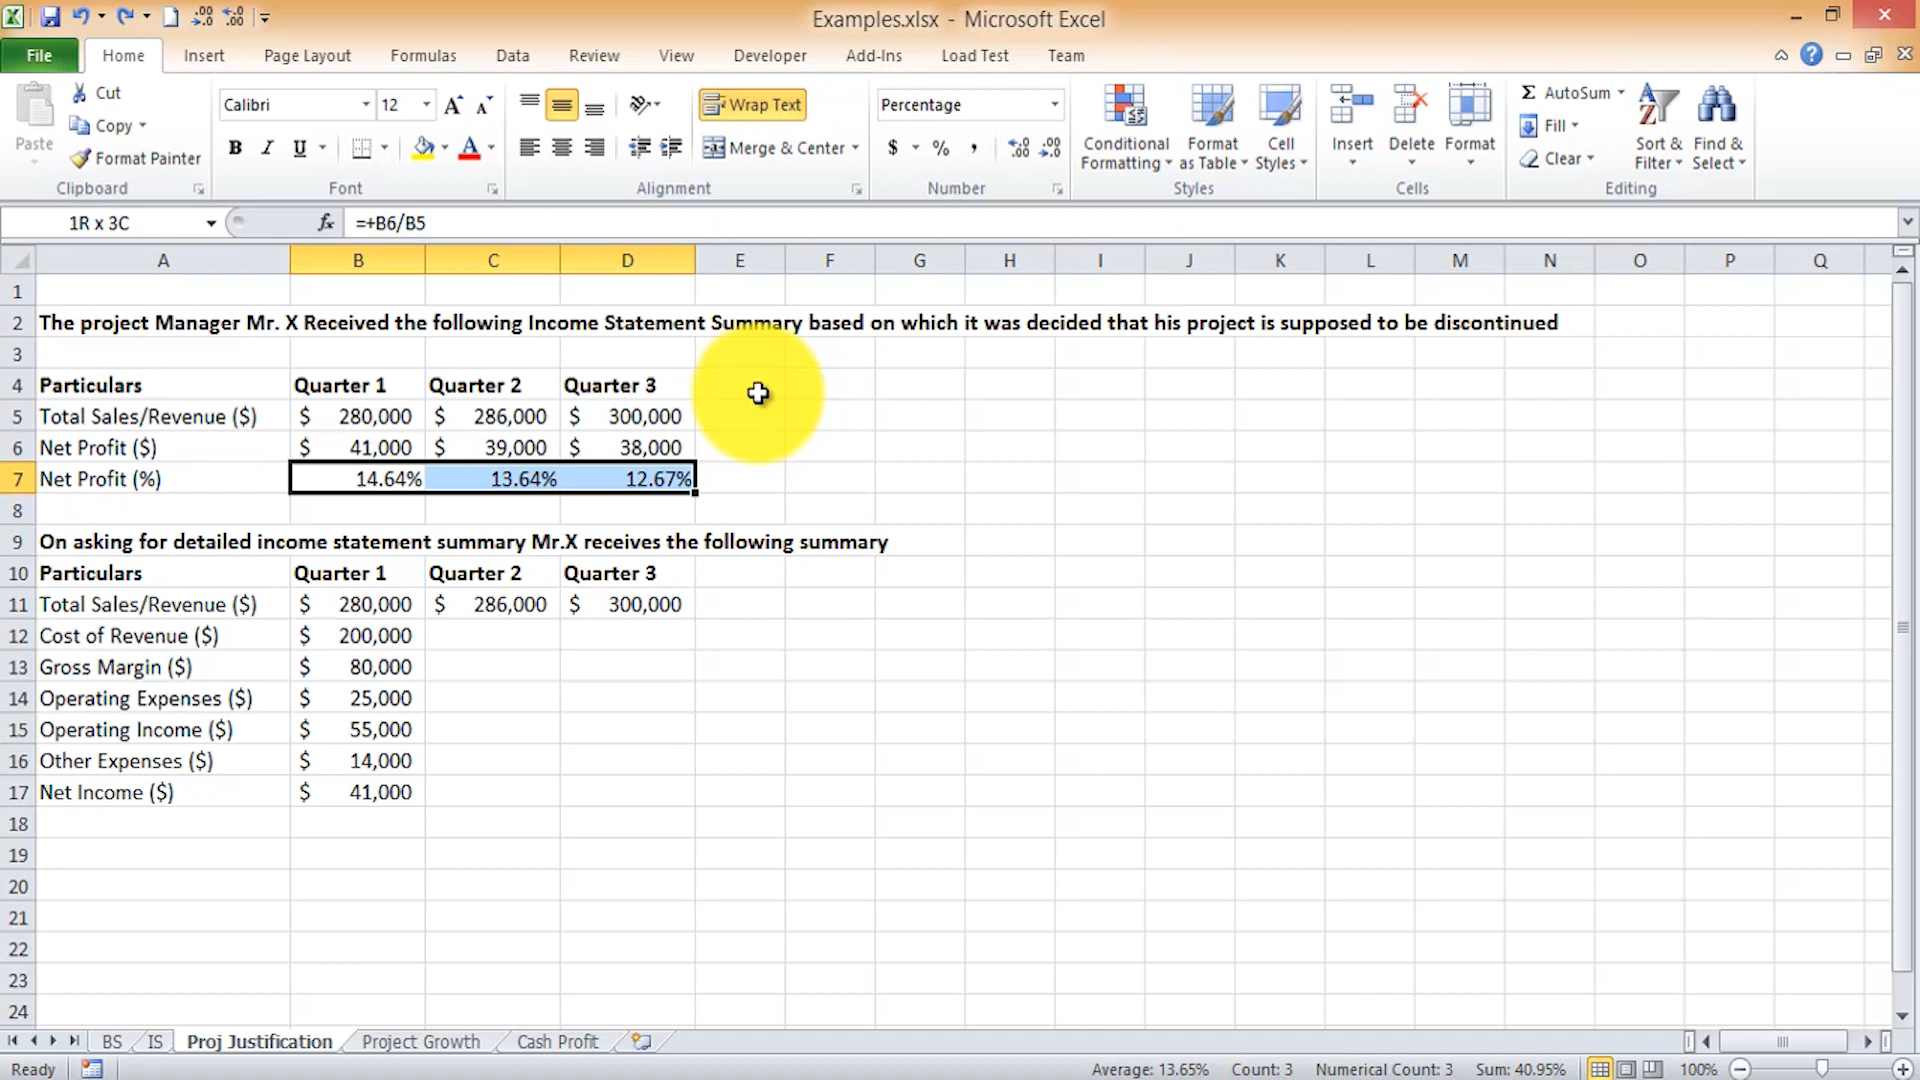 Examples.xlsx - Microsoft Excel
File Home Insert Page Layout Formulas Data Review View Developer Add-Ins Load Test Team
Paste
Cut
Copy
Format Painter
Clipboard
Calibri 12
B I U
Font
Wrap Text
Merge & Center
Alignment
Percentage
$ % ,
Number
Conditional Formatting
Format as Table
Cell Styles
Styles
Insert
Delete
Format
Cells
Σ AutoSum
Fill
Clear
Sort & Filter
Find & Select
Editing
1R x 3C fx =+B6/B5
A B C D E F G H I J K L M N O P Q
1
2 The project Manager Mr. X Received the following Income Statement Summary based on which it was decided that his project is supposed to be discontinued
3
4 Particulars Quarter 1 Quarter 2 Quarter 3
5 Total Sales/Revenue ($) $ 280,000 $ 286,000 $ 300,000
6 Net Profit ($) $ 41,000 $ 39,000 $ 38,000
7 Net Profit (%) 14.64% 13.64% 12.67%
8
9 On asking for detailed income statement summary Mr.X receives the following summary
10 Particulars Quarter 1 Quarter 2 Quarter 3
11 Total Sales/Revenue ($) $ 280,000 $ 286,000 $ 300,000
12 Cost of Revenue ($) $ 200,000
13 Gross Margin ($) $ 80,000
14 Operating Expenses ($) $ 25,000
15 Operating Income ($) $ 55,000
16 Other Expenses ($) $ 14,000
17 Net Income ($) $ 41,000
18
19
20
21
22
23
24
BS IS Proj Justification Project Growth Cash Profit
Ready Average: 13.65% Count: 3 Numerical Count: 3 Sum: 40.95% 100%